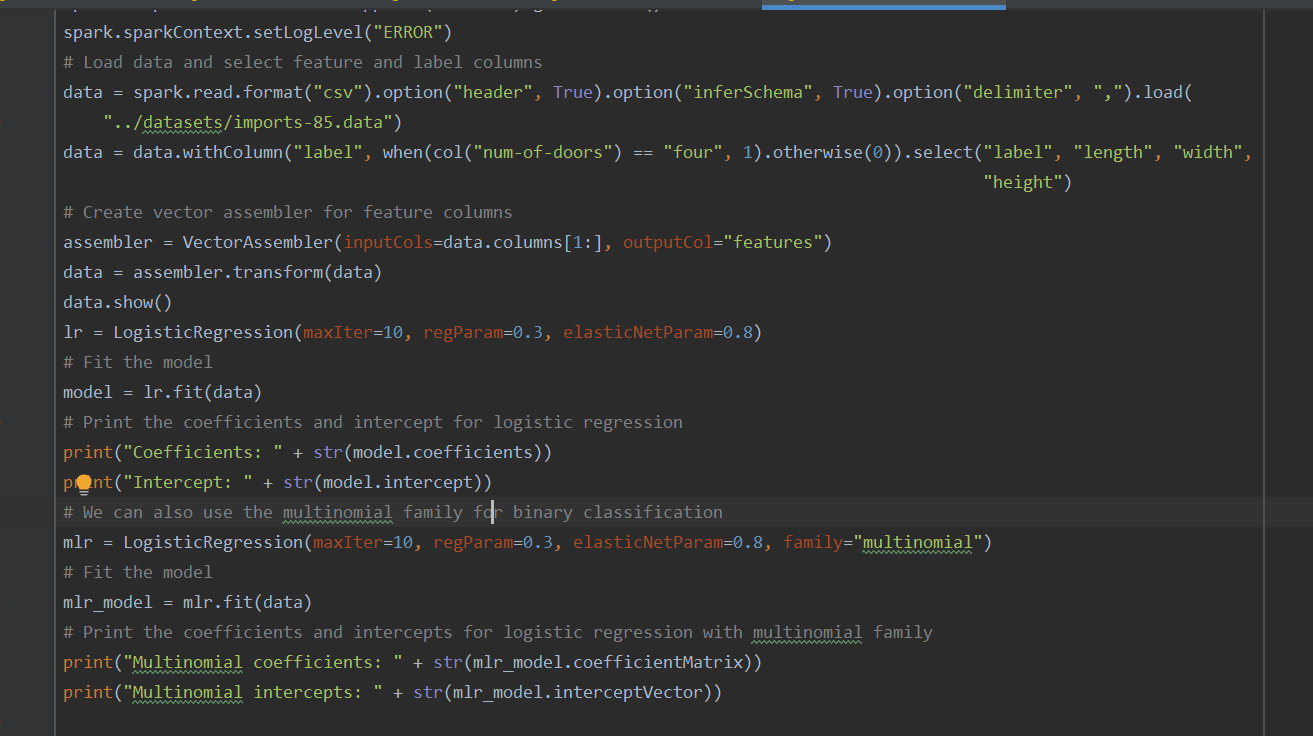 spark.sparkContext.setLogLevel("ERROR")
# Load data and select feature and label columns
data = spark.read.format("csv").option("header", True).option("inferSchema", True).option("delimiter", ",").load(
"../datasets/imports-85.data")
data = data.withColumn("label", when(col("num-of-doors") == "four", 1).otherwise(0)).select("label", "length", "width",
"height")
# Create vector assembler for feature columns
assembler = VectorAssembler(inputCols=data.columns[1:], outputCol="features")
data = assembler.transform(data)
data.show()
lr = LogisticRegression(maxIter=10, regParam=0.3, elasticNetParam=0.8)
# Fit the model
model = lr.fit(data)
# Print the coefficients and intercept for logistic regression
print("Coefficients: " + str(model.coefficients))
print("Intercept: " + str(model.intercept))
# We can also use the multinomial family for binary classification
mlr = LogisticRegression(maxIter=10, regParam=0.3, elasticNetParam=0.8, family="multinomial")
# Fit the model
mlr_model = mlr.fit(data)
# Print the coefficients and intercepts for logistic regression with multinomial family
print("Multinomial coefficients: " + str(mlr_model.coefficientMatrix))
print("Multinomial intercepts: " + str(mlr_model.interceptVector))